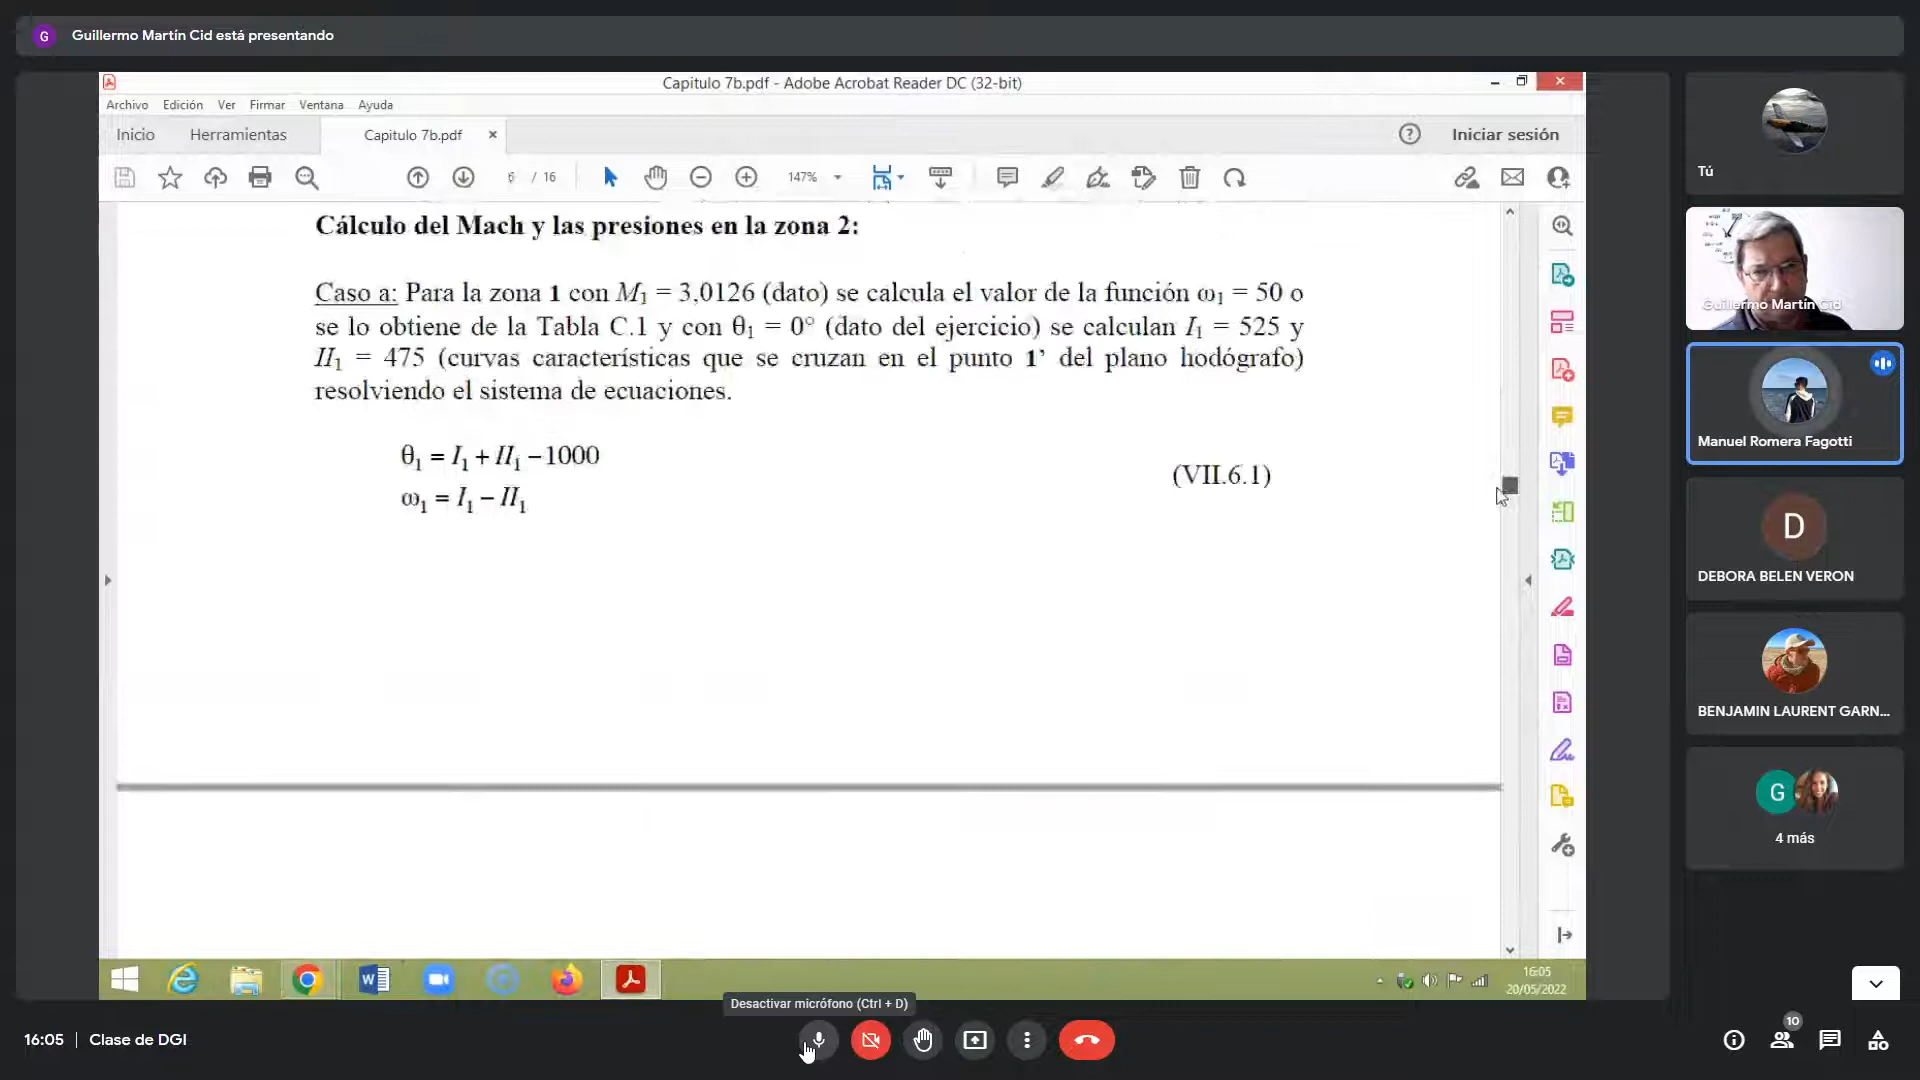 G Guillermo Martín Cid está presentando
Capitulo 7b.pdf - Adobe Acrobat Reader DC (32-bit)
Archivo Edición Ver Firmar Ventana Ayuda
Inicio Herramientas Capitulo 7b.pdf × Iniciar sesión
6 / 16 147%
Cálculo del Mach y las presiones en la zona 2:
Caso a: Para la zona 1 con M₁ = 3,0126 (dato) se calcula el valor de la función ω₁ = 50 o
se lo obtiene de la Tabla C.1 y con θ₁ = 0° (dato del ejercicio) se calculan I₁ = 525 y
II₁ = 475 (curvas características que se cruzan en el punto 1’ del plano hodógrafo)
resolviendo el sistema de ecuaciones.
θ₁ = I₁ + II₁ − 1000
(VII.6.1)
ω₁ = I₁ − II₁
Tú
Guillermo Martín Cid
Manuel Romera Fagotti
D
DEBORA BELEN VERON
BENJAMIN LAURENT GARN...
G
4 más
16:05
20/05/2022
Desactivar micrófono (Ctrl + D)
16:05 | Clase de DGI
10